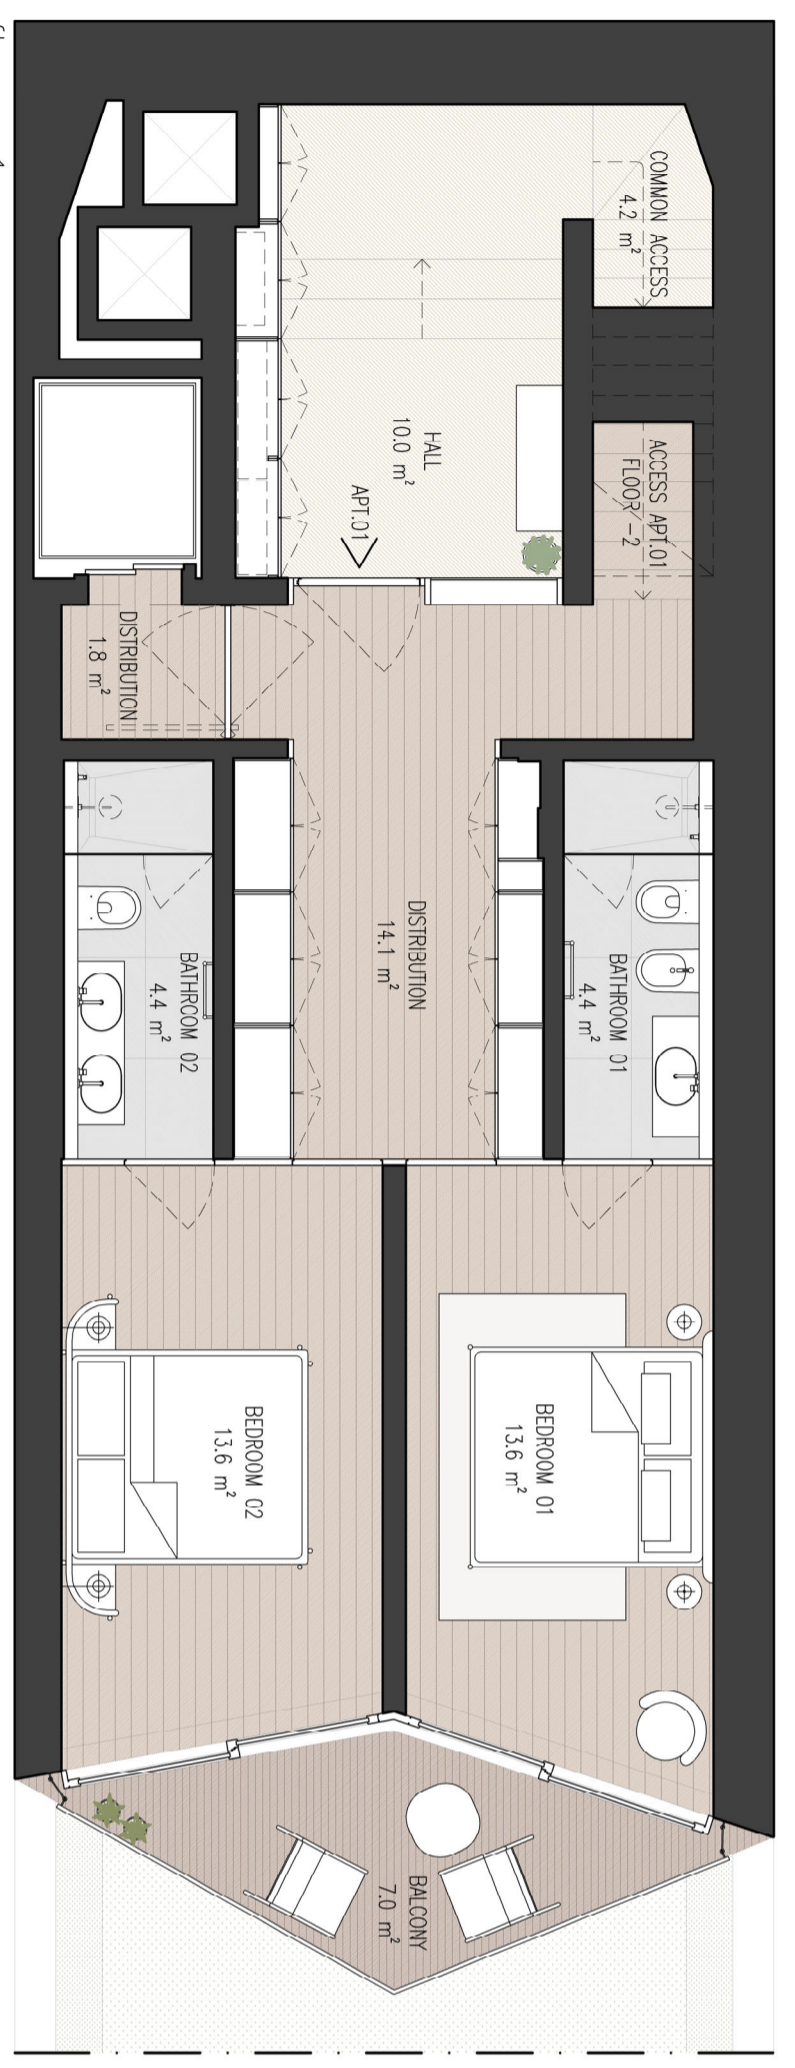 COMMON ACCESS
4.2 m²
HALL
10.0 m²
APT.01
ACCESS APT.01
FLOOR -2
DISTRIBUTION
1.8 m²
DISTRIBUTION
14.1 m²
BATHROOM 01
4.4 m²
BATHROOM 02
4.4 m²
BEDROOM 01
13.6 m²
BEDROOM 02
13.6 m²
BALCONY
7.0 m²